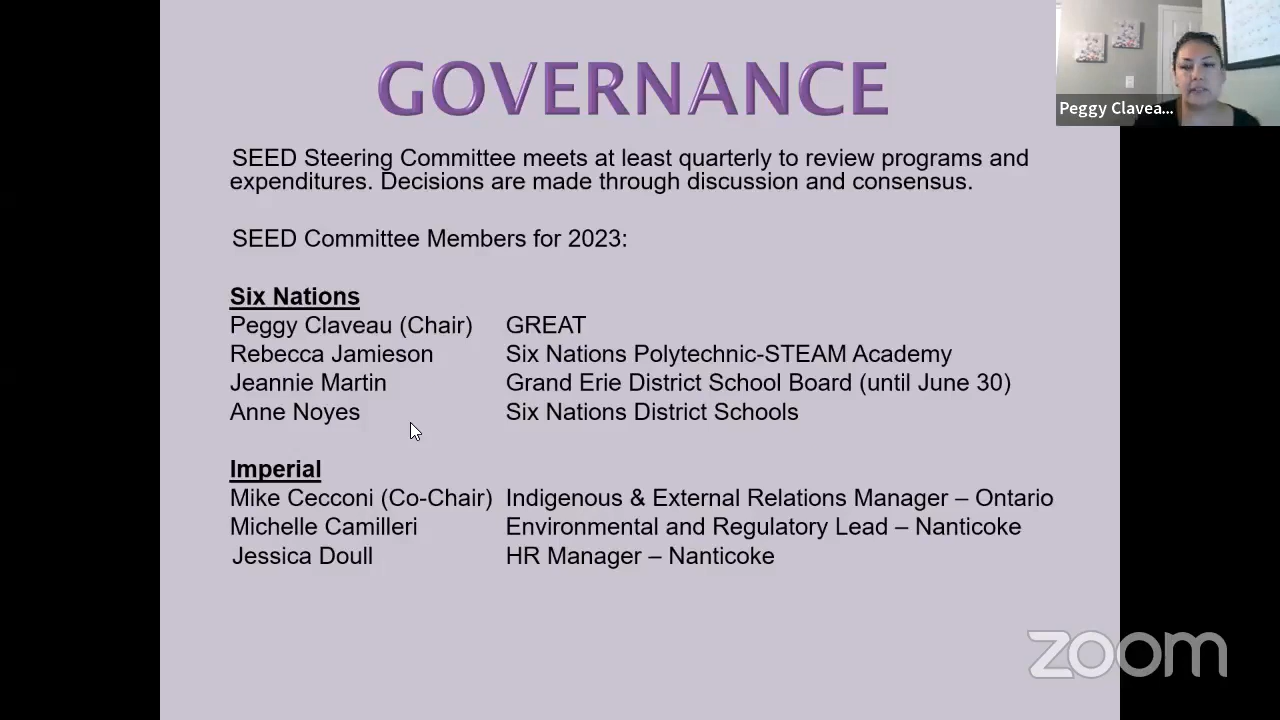 GOVERNANCE
Peggy Clavea...
SEED Steering Committee meets at least quarterly to review programs and
expenditures. Decisions are made through discussion and consensus.
SEED Committee Members for 2023:
Six Nations
Peggy Claveau (Chair) GREAT
Rebecca Jamieson Six Nations Polytechnic-STEAM Academy
Jeannie Martin Grand Erie District School Board (until June 30)
Anne Noyes Six Nations District Schools
Imperial
Mike Cecconi (Co-Chair) Indigenous & External Relations Manager – Ontario
Michelle Camilleri Environmental and Regulatory Lead – Nanticoke
Jessica Doull HR Manager – Nanticoke
zoom